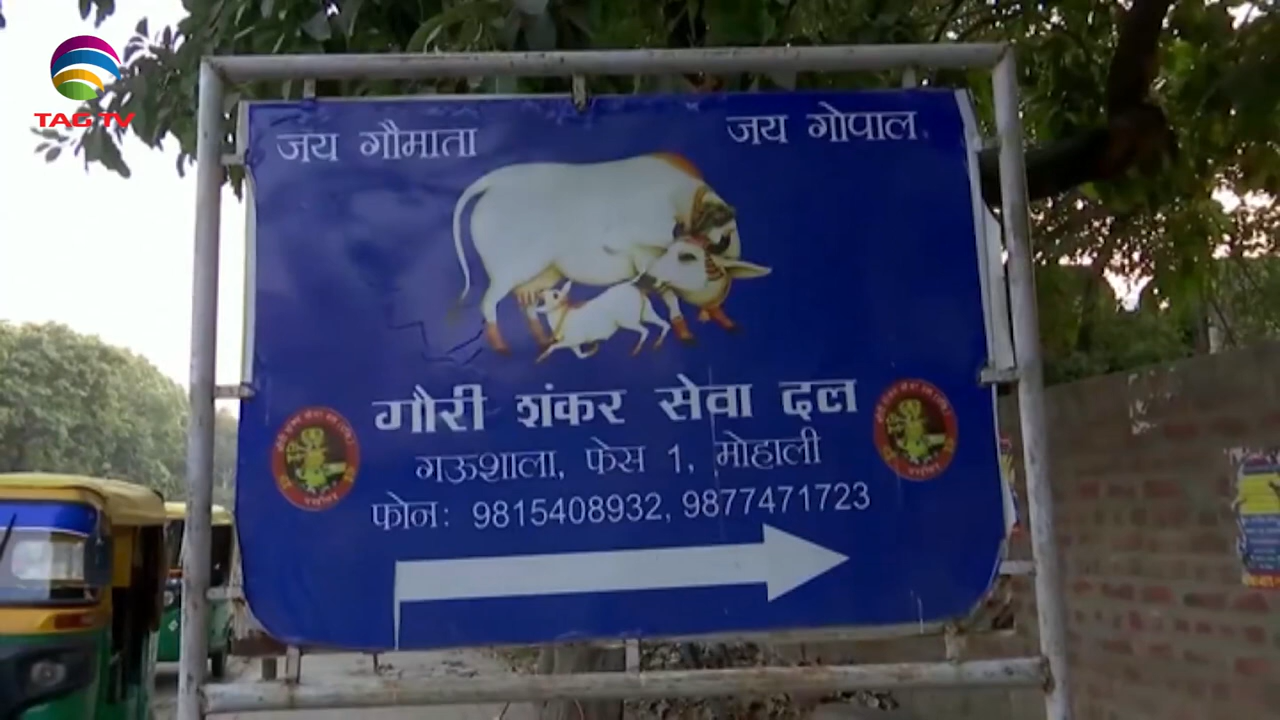 TAG TV
जय गौमाता
जय गोपाल
गौरी शंकर सेवा दल
गऊशाला, फेस 1, मोहाली
फोन: 9815408932, 9877471723